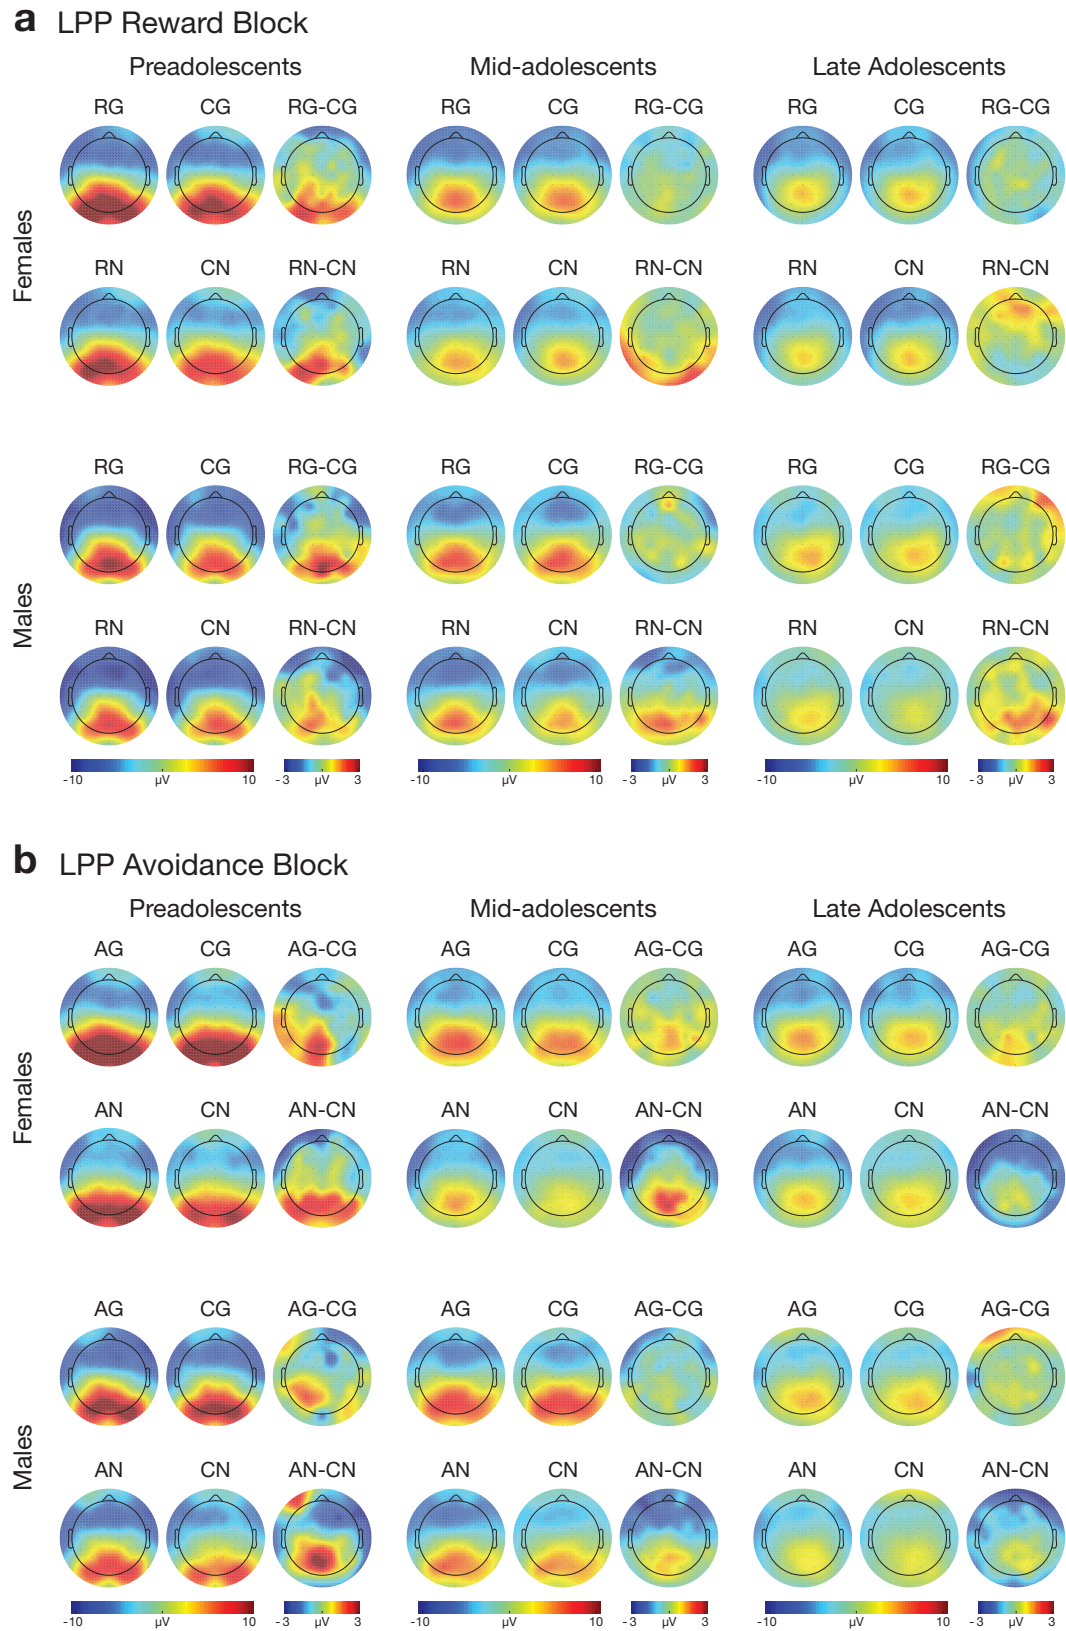 a LPP Reward Block
Preadolescents Mid-adolescents Late Adolescents
RG CG RG-CG RG CG RG-CG RG CG RG-CG
Females
RN CN RN-CN RN CN RN-CN RN CN RN-CN
RG CG RG-CG RG CG RG-CG RG CG RG-CG
Males
RN CN RN-CN RN CN RN-CN RN CN RN-CN
-10 µV 10 -3 µV 3 -10 µV 10 -3 µV 3 -10 µV 10 -3 µV 3
b LPP Avoidance Block
Preadolescents Mid-adolescents Late Adolescents
AG CG AG-CG AG CG AG-CG AG CG AG-CG
Females
AN CN AN-CN AN CN AN-CN AN CN AN-CN
AG CG AG-CG AG CG AG-CG AG CG AG-CG
Males
AN CN AN-CN AN CN AN-CN AN CN AN-CN
-10 µV 10 -3 µV 3 -10 µV 10 -3 µV 3 -10 µV 10 -3 µV 3